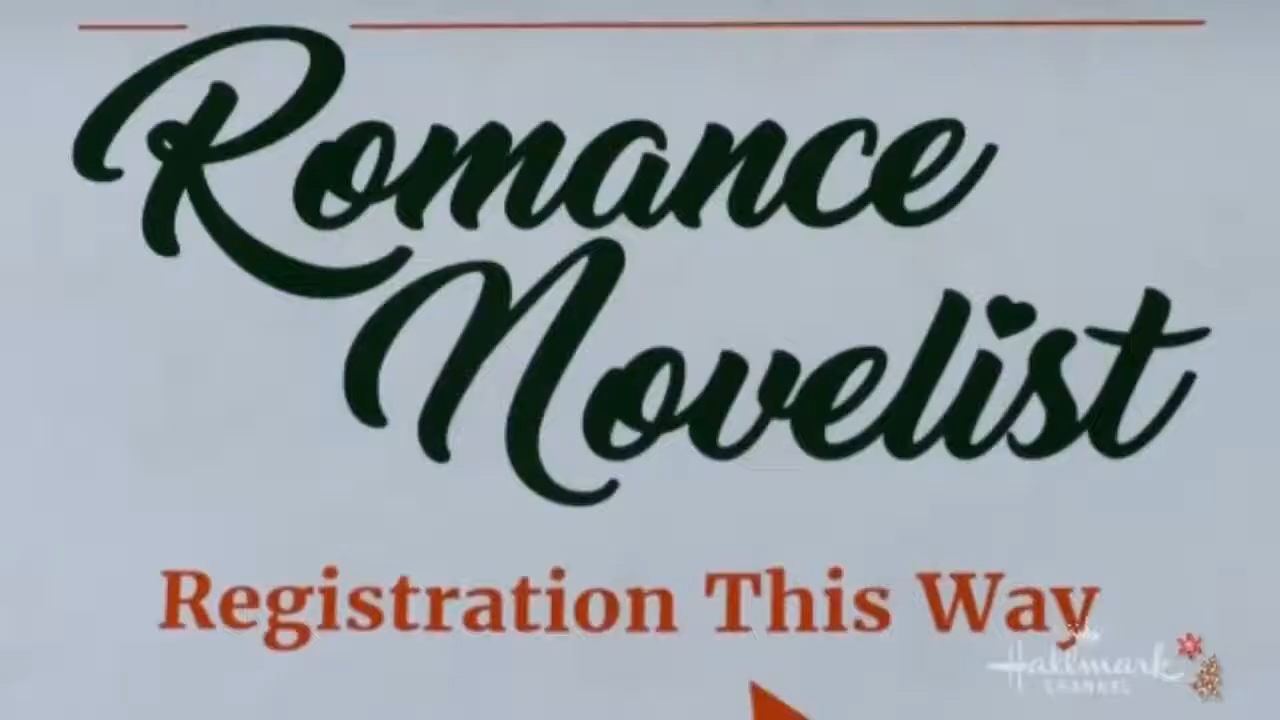 Romance
Novelist
Registration This Way
Hallmark
CHANNEL